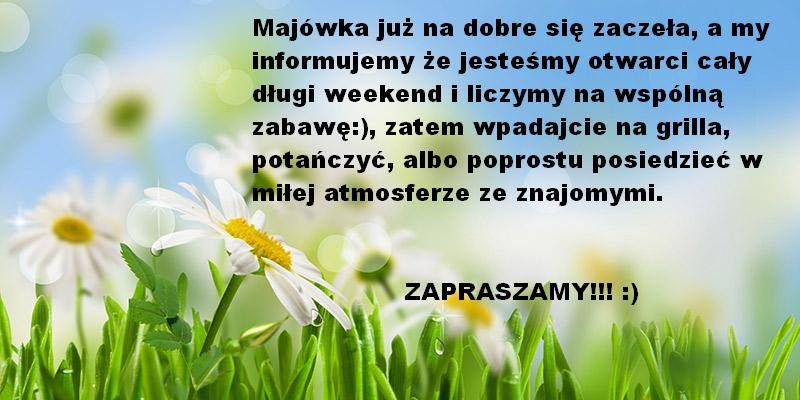 Majówka już na dobre się zaczeła, a my
informujemy że jesteśmy otwarci cały
długi weekend i liczymy na wspólną
zabawę:), zatem wpadajcie na grilla,
potańczyć, albo poprostu posiedzieć w
miłej atmosferze ze znajomymi.
ZAPRASZAMY!!! :)